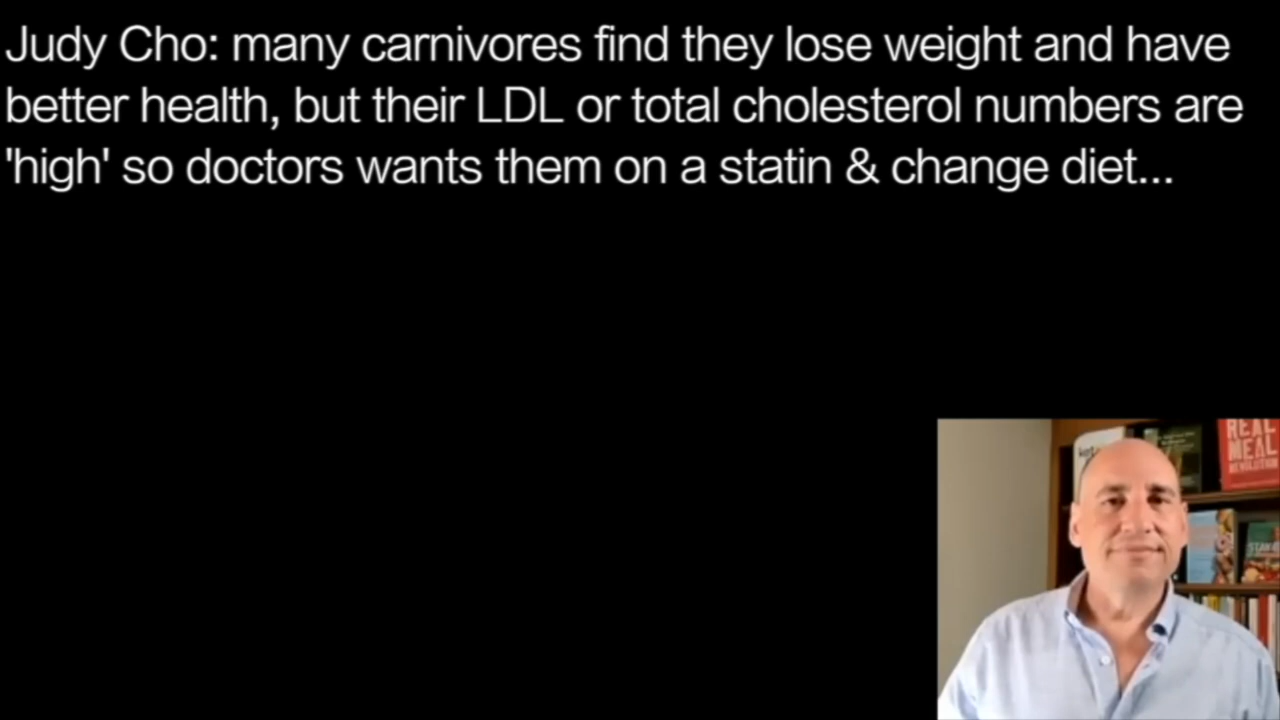 Judy Cho: many carnivores find they lose weight and have
better health, but their LDL or total cholesterol numbers are
'high' so doctors wants them on a statin & change diet...
REAL
MEAL
REVOLUTION